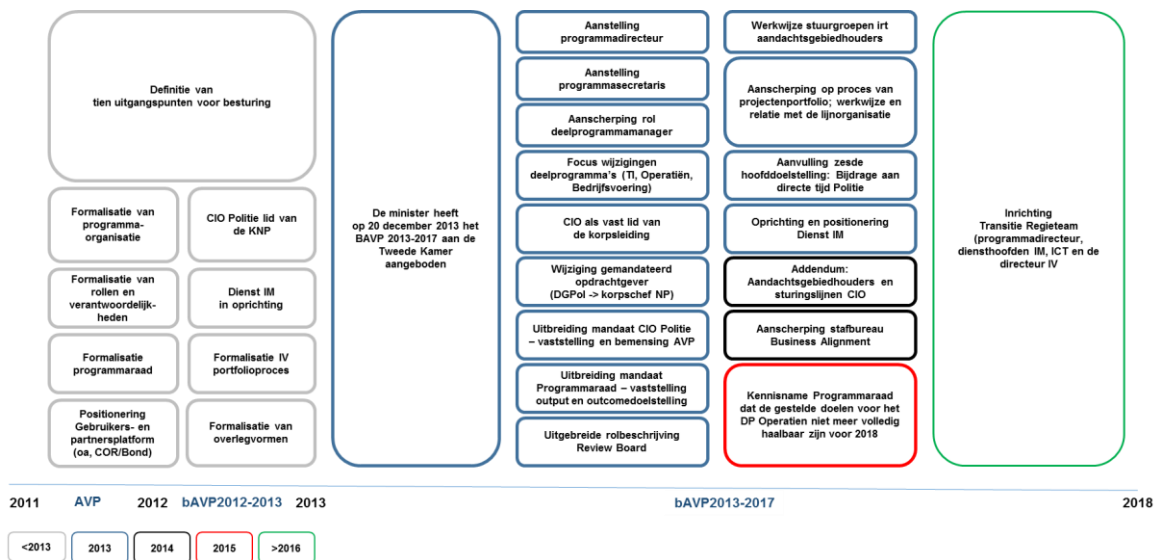 Definitie van
tien uitgangspunten voor besturing
Formalisatie van
programma-
organisatie
CIO Politie lid van
de KNP
Formalisatie van
rollen en
verantwoordelijk-
heden
Dienst IM
in oprichting
Formalisatie
programmaraad
Formalisatie IV
portfolioproces
Positionering
Gebruikers- en
partnersplatform
(oa, COR/Bond)
Formalisatie van
overlegvormen
De minister heeft
op 20 december 2013 het
BAVP 2013-2017 aan de
Tweede Kamer
aangeboden
Aanstelling
programmadirecteur
Aanstelling
programmasecretaris
Aanscherping rol
deelprogrammamanager
Focus wijzigingen
deelprogramma's (TI, Operatiën,
Bedrijfsvoering)
CIO als vast lid van
de korpsleiding
Wijziging gemandateerd
opdrachtgever
(DGPol -> korpschef NP)
Uitbreiding mandaat CIO Politie
– vaststelling en bemensing AVP
Uitbreiding mandaat
Programmaraad – vaststelling
output en outcomedoelstelling
Uitgebreide rolbeschrijving
Review Board
Werkwijze stuurgroepen irt
aandachtsgebiedhouders
Aanscherping op proces van
projectenportfolio; werkwijze en
relatie met de lijnorganisatie
Aanvulling zesde
hoofddoelstelling: Bijdrage aan
directe tijd Politie
Oprichting en positionering
Dienst IM
Addendum:
Aandachtsgebiedhouders en
sturingslijnen CIO
Aanscherping stafbureau
Business Alignment
Kennisname Programmaraad
dat de gestelde doelen voor het
DP Operatien niet meer volledig
haalbaar zijn voor 2018
Inrichting
Transitie Regieteam
(programmadirecteur,
diensthoofden IM, ICT en de
directeur IV
2011 AVP 2012 bAVP2012-2013 2013 bAVP2013-2017 2018
<2013 2013 2014 2015 >2016